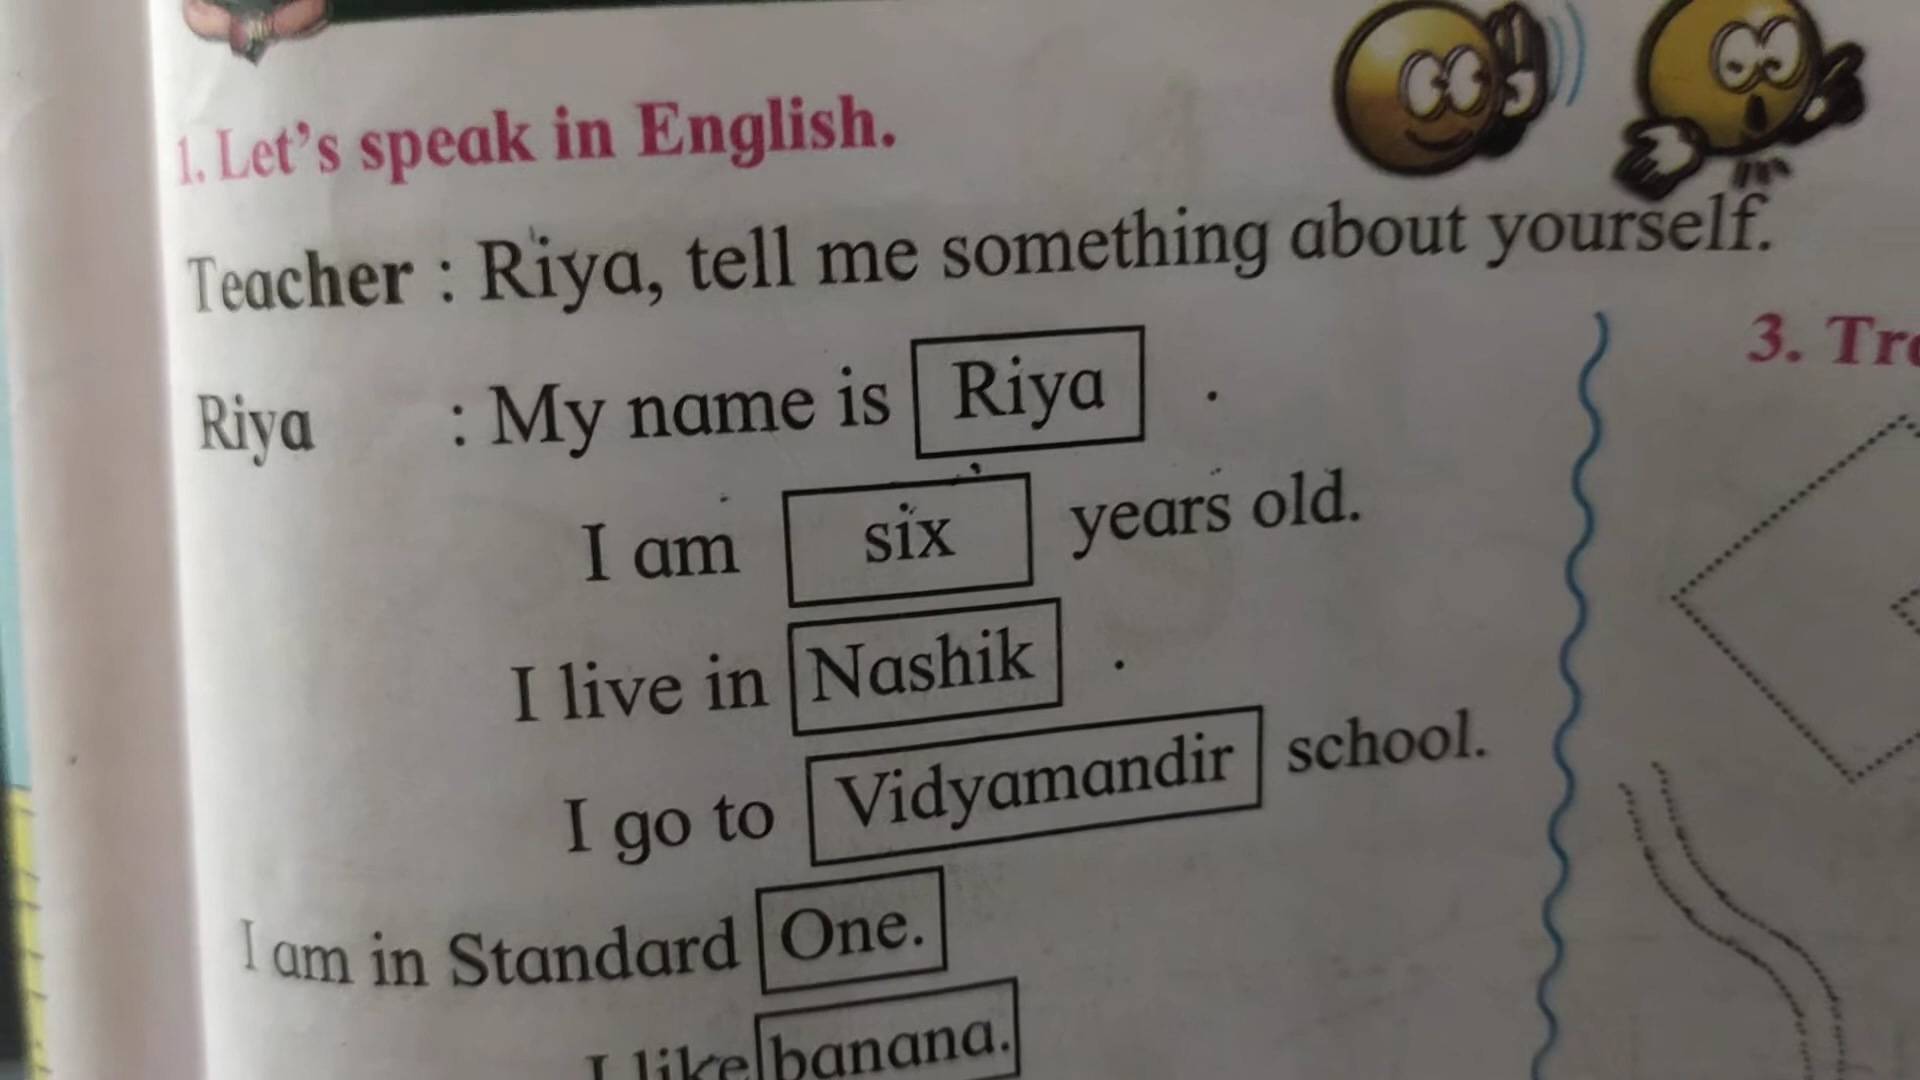 1. Let's speak in English.
Teacher : Riya, tell me something about yourself.
Riya : My name is Riya .
I am six years old.
I live in Nashik .
I go to Vidyamandir school.
I am in Standard One.
I like banana.
3.